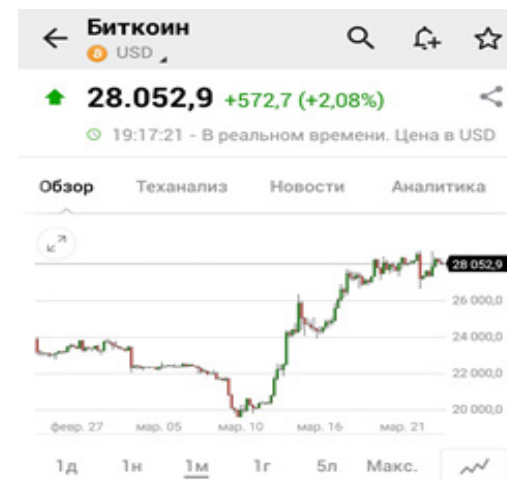 Биткоин
USD
28.052,9 +572,7 (+2,08%)
19:17:21 - В реальном времени. Цена в USD
Обзор Теханализ Новости Аналитика
28 052,9
26 000,0
24 000,0
22 000,0
20 000,0
февр. 27 мар. 05 мар. 10 мар. 16 мар. 21
1д 1н 1м 1г 5л Макс.